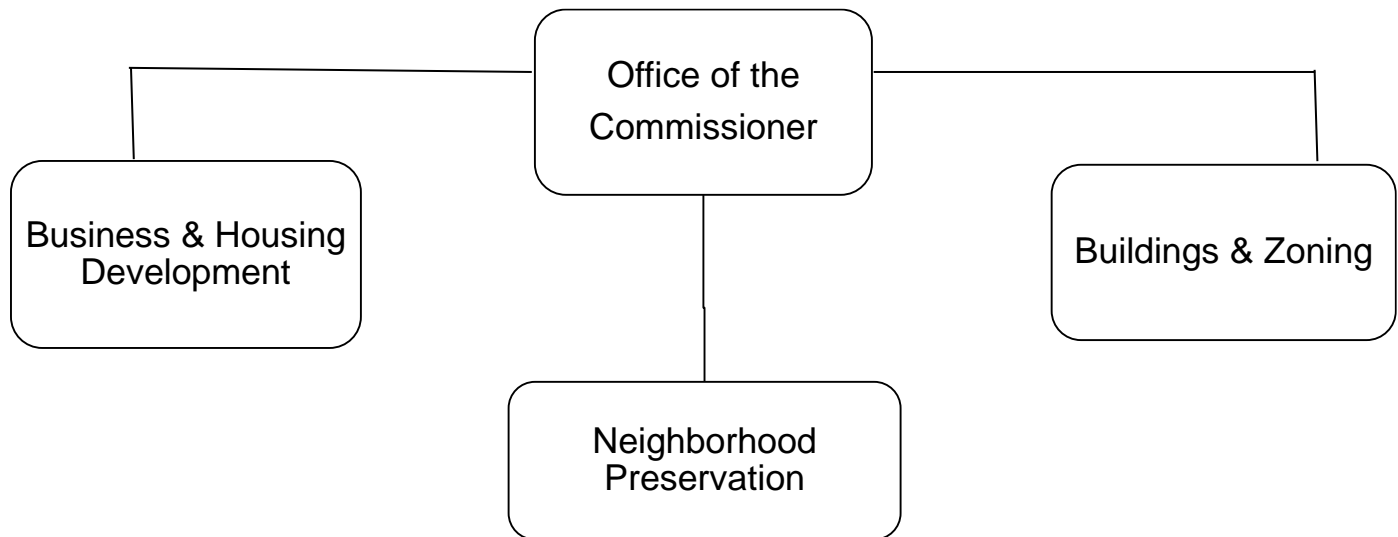 Office of the
Commissioner
Business & Housing
Development
Buildings & Zoning
Neighborhood
Preservation